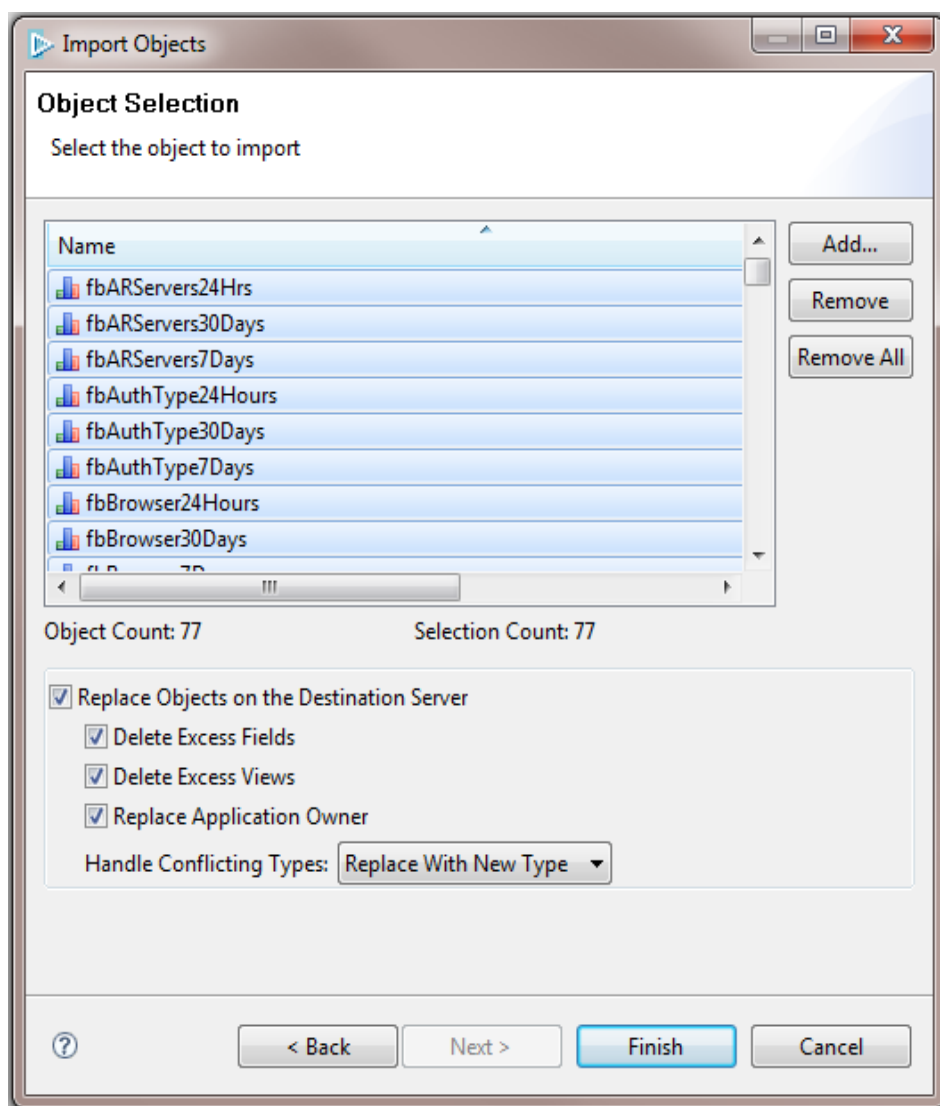 Import Objects
Object Selection
Select the object to import
Name
Add...
fbARServers24Hrs
Remove
fbARServers30Days
fbARServers7Days
Remove All
fbAuthType24Hours
fbAuthType30Days
fbAuthType7Days
fbBrowser24Hours
fbBrowser30Days
Object Count: 77 Selection Count: 77
Replace Objects on the Destination Server
Delete Excess Fields
Delete Excess Views
Replace Application Owner
Handle Conflicting Types: Replace With New Type
? < Back Next > Finish Cancel